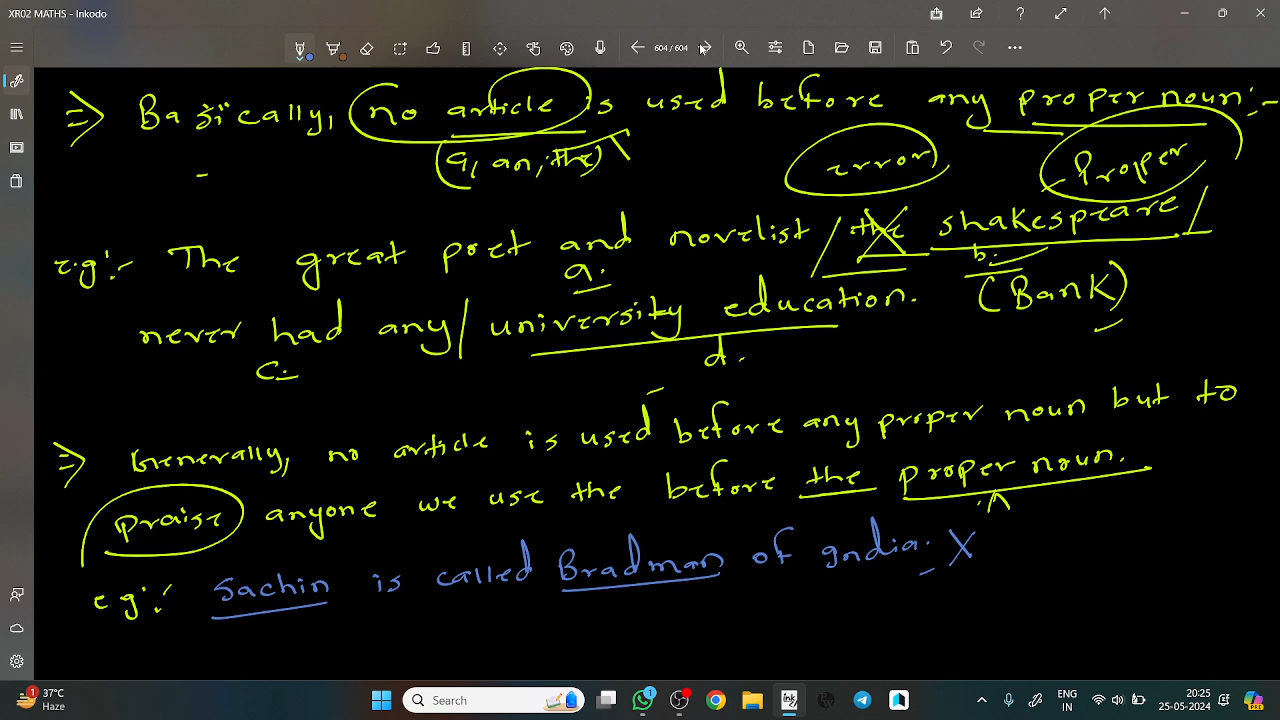 XR02 MATHS - Inkodo
604/604
⇒ Basically, no article is used before any proper noun:-
(a, an, the)
error
Proper
e.g:- The great poet and novelist / the shakespeare /
a.
b.
never had any / university education. (Bank)
c.
d.
⇒ Generally, no article is used before any proper noun but to
praise anyone we use the before the proper noun.
e.g:- Sachin is called Bradman of India. X
1
37°C
Haze
Search
1
ENG
IN
20:25
25-05-2024
PRE